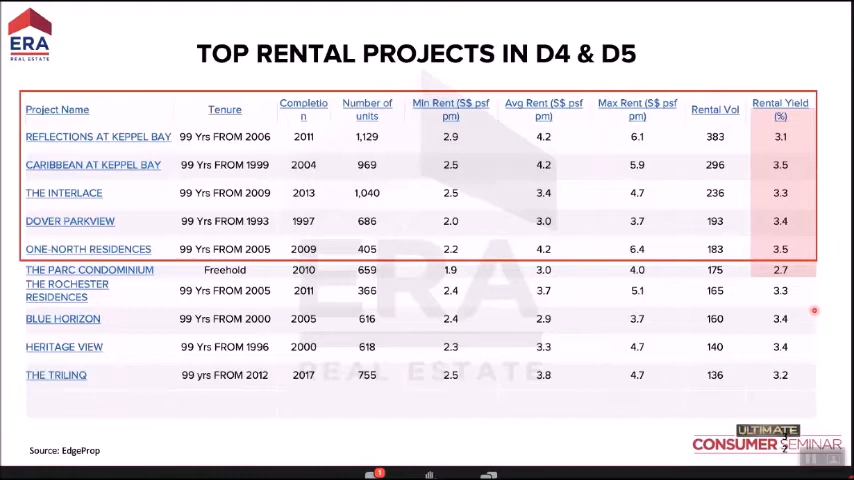 ERA
REAL ESTATE
TOP RENTAL PROJECTS IN D4 & D5
Project Name Tenure Completio n Number of units Min Rent (S$ psf pm) Avg Rent (S$ psf pm) Max Rent (S$ psf pm) Rental Vol Rental Yield (%)
REFLECTIONS AT KEPPEL BAY 99 Yrs FROM 2006 2011 1,129 2.9 4.2 6.1 383 3.1
CARIBBEAN AT KEPPEL BAY 99 Yrs FROM 1999 2004 969 2.5 4.2 5.9 296 3.5
THE INTERLACE 99 Yrs FROM 2009 2013 1,040 2.5 3.4 4.7 236 3.3
DOVER PARKVIEW 99 Yrs FROM 1993 1997 686 2.0 3.0 3.7 193 3.4
ONE-NORTH RESIDENCES 99 Yrs FROM 2005 2009 405 2.2 4.2 6.4 183 3.5
THE PARC CONDOMINIUM Freehold 2010 659 1.9 3.0 4.0 175 2.7
THE ROCHESTER RESIDENCES 99 Yrs FROM 2005 2011 366 2.4 3.7 5.1 165 3.3
BLUE HORIZON 99 Yrs FROM 2000 2005 616 2.4 2.9 3.7 160 3.4
HERITAGE VIEW 99 Yrs FROM 1996 2000 618 2.3 3.3 4.7 140 3.4
THE TRILINQ 99 yrs FROM 2012 2017 755 2.5 3.8 4.7 136 3.2
ERA
REAL ESTATE
Source: EdgeProp
ULTIMATE
CONSUMER SEMINAR
1